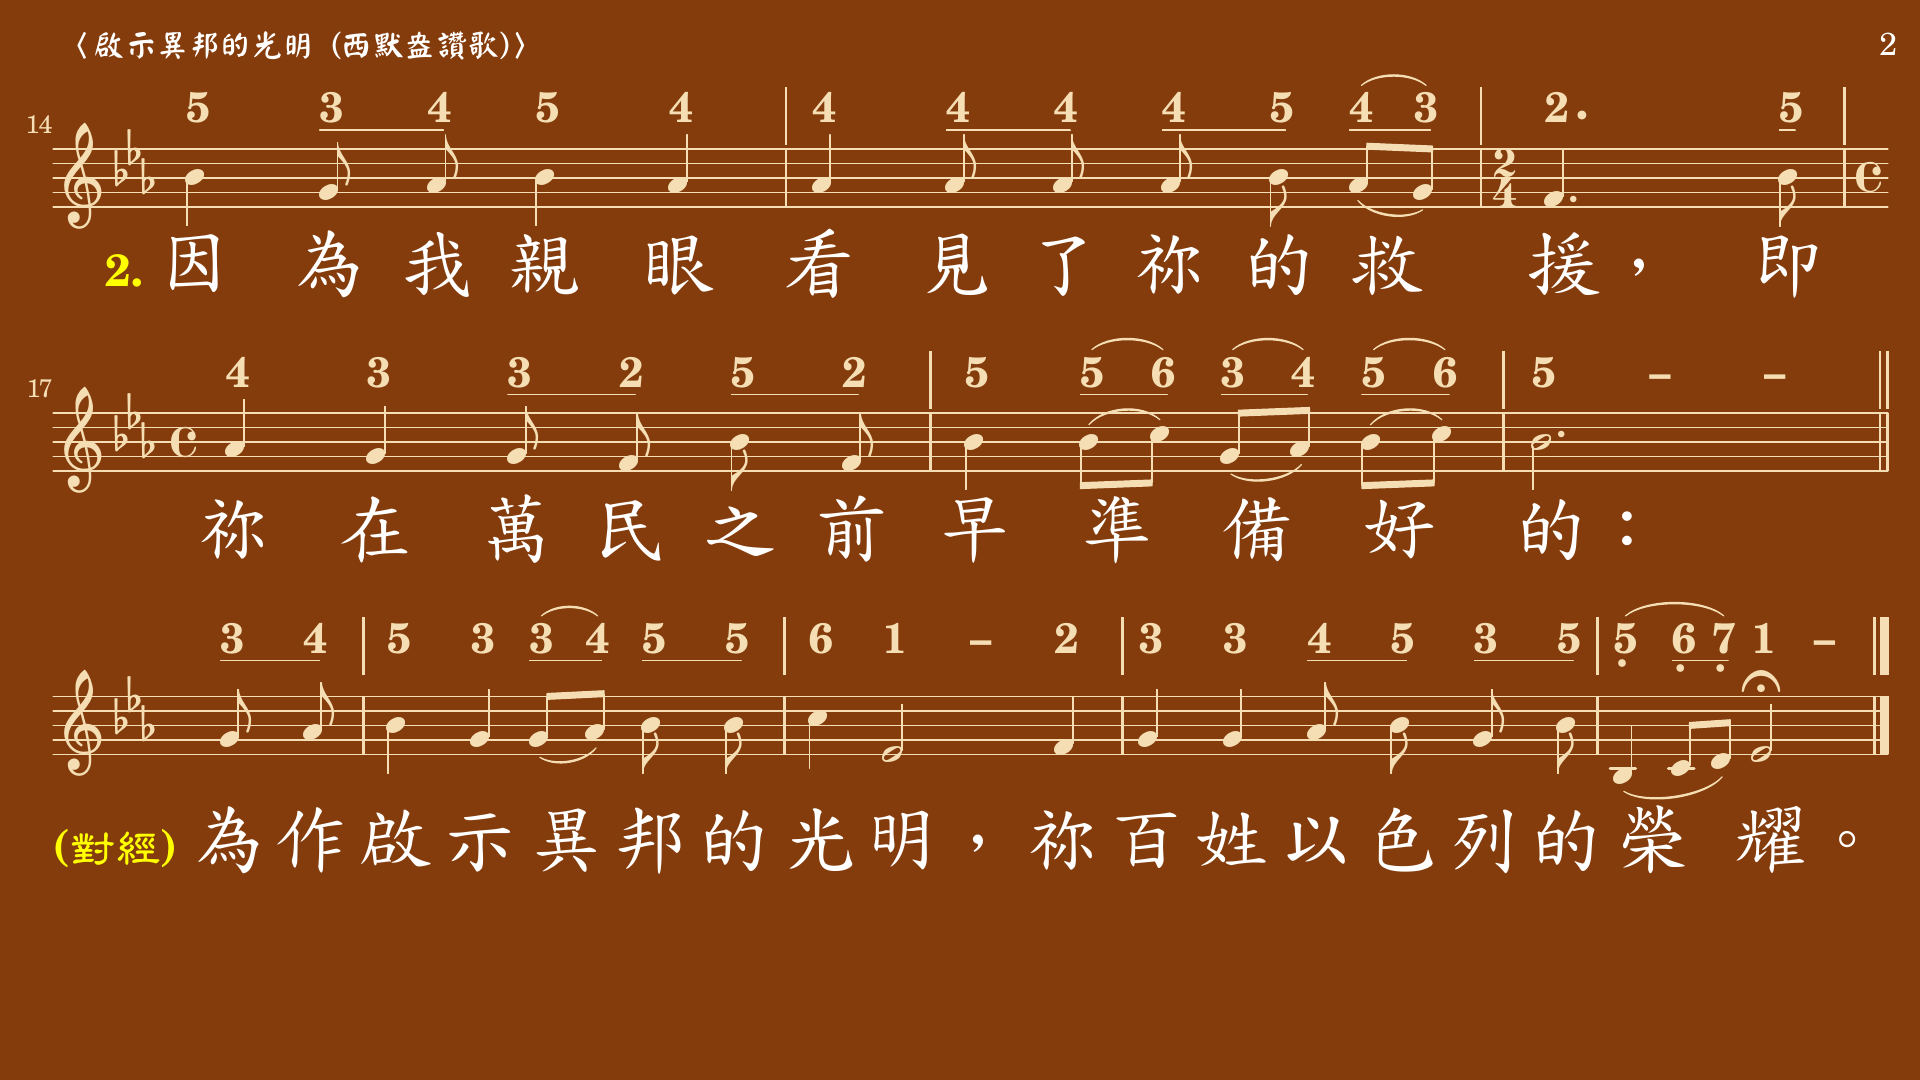 〈啟示異邦的光明 (西默盎讚歌)〉 2
5 3 4 5 4 4 4 4 4 5 4 3 2. 5
14
2
4
2. 因為我親眼看見了祢的救援，即
4 3 3 2 5 2 5 5 6 3 4 5 6 5 – –
17
祢在萬民之前早準備好的：
3 4 5 3 3 4 5 5 6 1 – 2 3 3 4 5 3 5 5 6 7 1 –
(對經) 為作啟示異邦的光明，祢百姓以色列的榮耀。